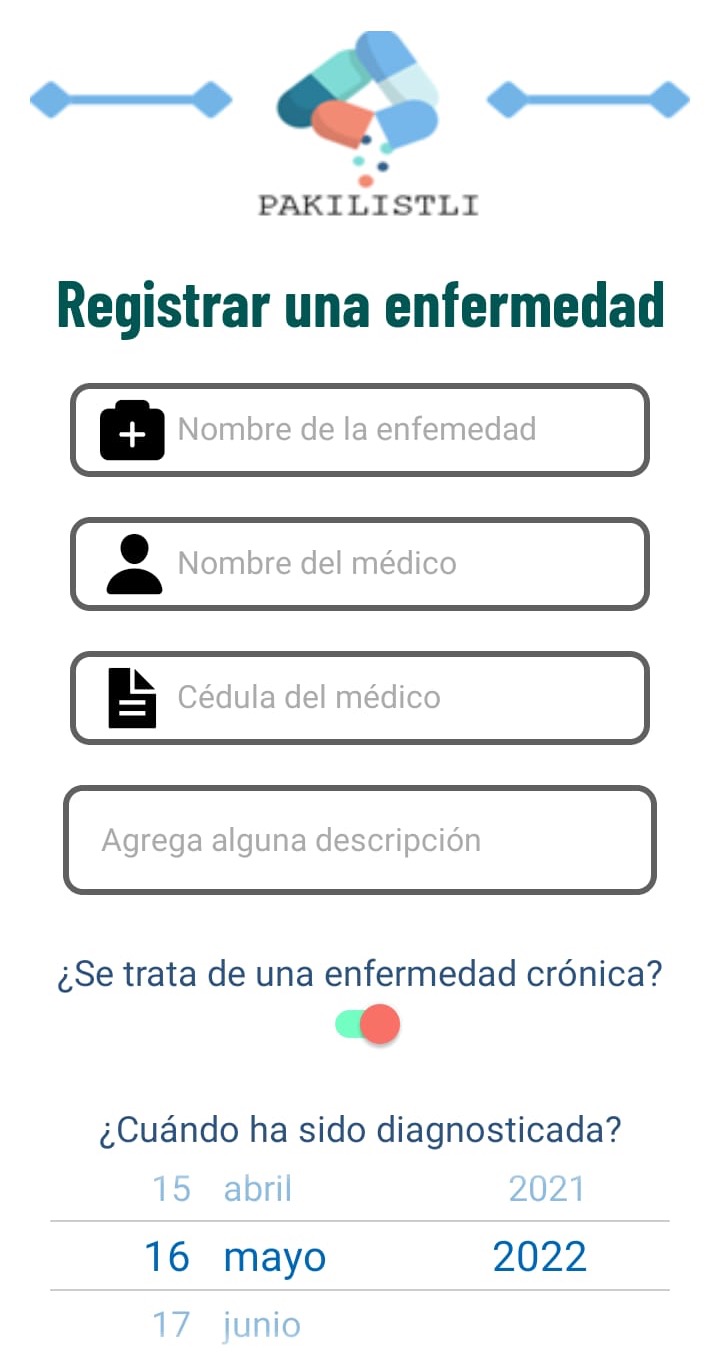 PAKILISTLI
Registrar una enfermedad
Nombre de la enfemedad
Nombre del médico
Cédula del médico
Agrega alguna descripción
¿Se trata de una enfermedad crónica?
¿Cuándo ha sido diagnosticada?
15 abril 2021
16 mayo 2022
17 junio